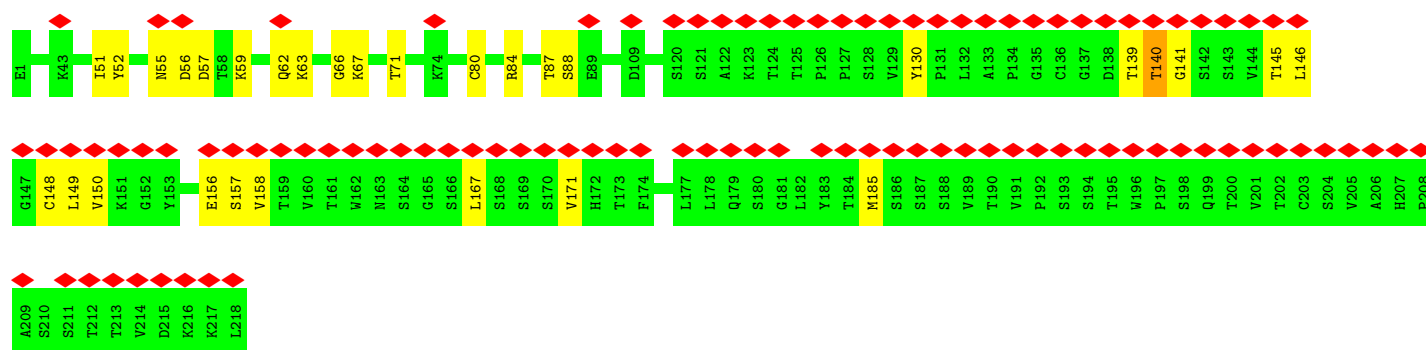 E1 K43 I51 Y52 N55 D56 D57 T58 K59 Q62 K63 G66 K67 T71 K74 C80 R84 T87 S88 E89 D109 S120 S121 A122 K123 T124 T125 P126 P127 S128 V129 Y130 P131 L132 A133 P134 G135 C136 G137 D138 T139 T140 G141 S142 S143 V144 T145 L146
G147 C148 L149 V150 K151 G152 Y153 E156 S157 V158 T159 V160 T161 W162 N163 S164 G165 S166 L167 S168 S169 S170 V171 H172 T173 F174 L177 L178 Q179 S180 G181 L182 Y183 T184 M185 S186 S187 S188 V189 T190 V191 P192 S193 S194 T195 W196 P197 S198 Q199 T200 V201 T202 C203 S204 V205 A206 H207 P208
A209 S210 S211 T212 T213 V214 D215 K216 K217 L218